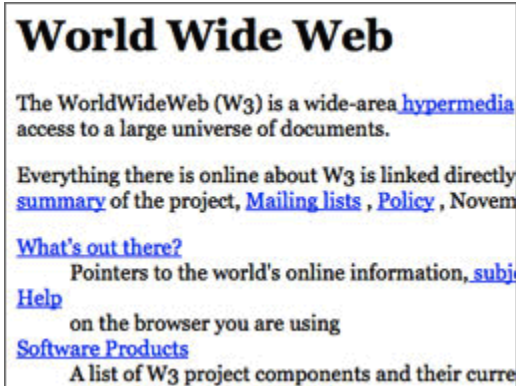 World Wide Web
The WorldWideWeb (W3) is a wide-area hypermedia
access to a large universe of documents.
Everything there is online about W3 is linked directly
summary of the project, Mailing lists , Policy , Novem
What's out there?
Pointers to the world's online information, subje
Help
on the browser you are using
Software Products
A list of W3 project components and their curre